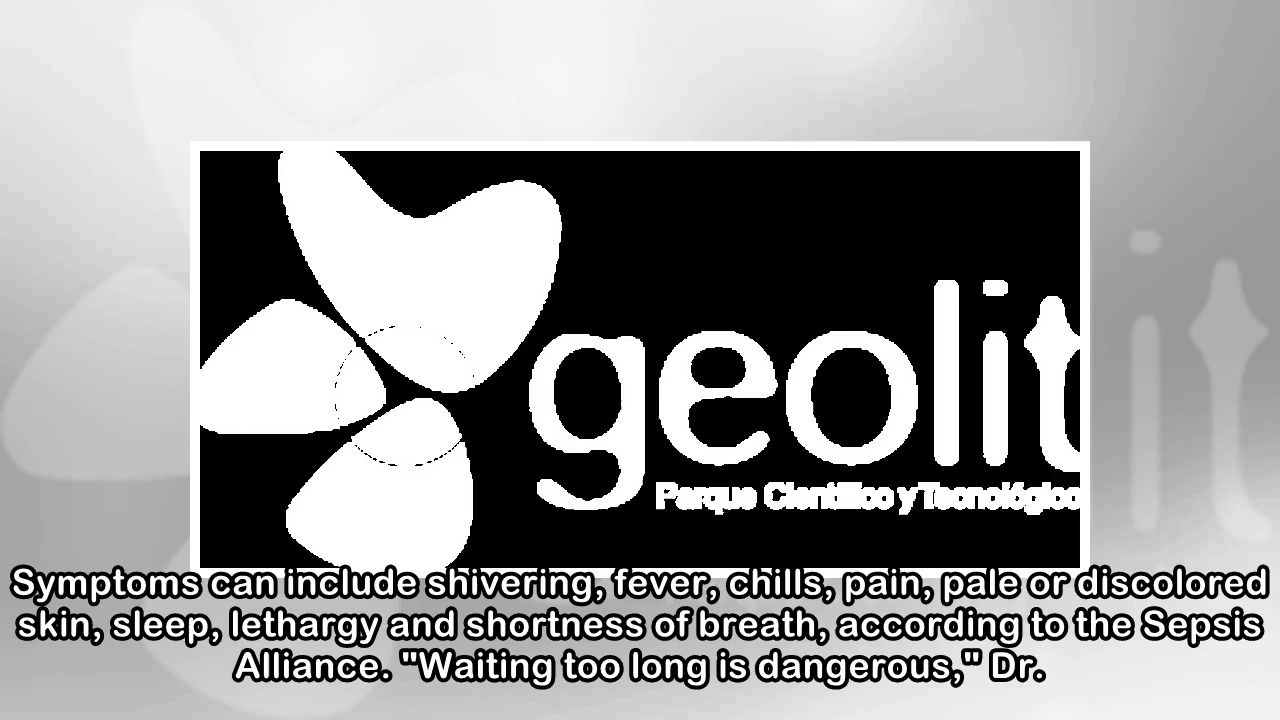 geolit
Parque Científico y Tecnológico
it
Symptoms can include shivering, fever, chills, pain, pale or discolored
skin, sleep, lethargy and shortness of breath, according to the Sepsis
Alliance. "Waiting too long is dangerous," Dr.